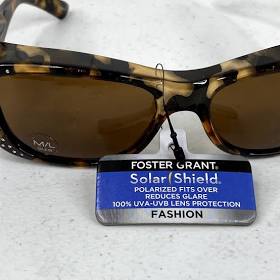 M/L
FOSTER GRANT®
Solar Shield®
POLARIZED FITS OVER
REDUCES GLARE
100% UVA-UVB LENS PROTECTION
FASHION